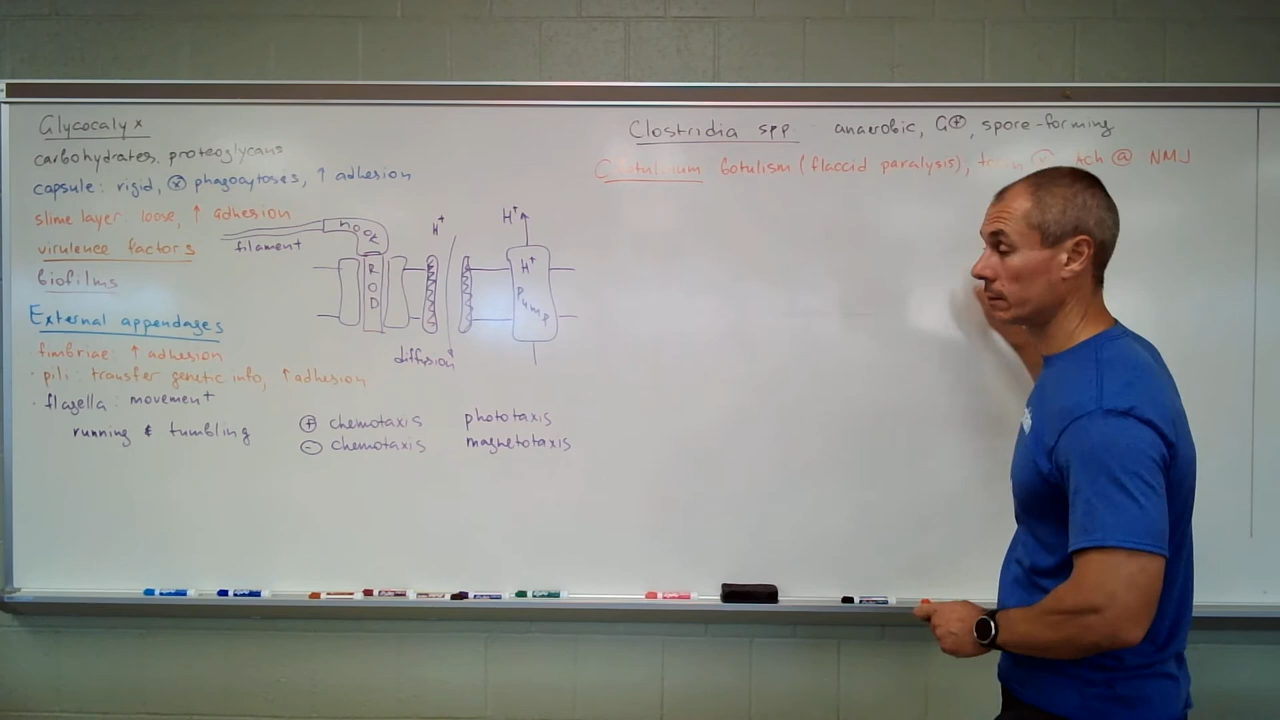 Glycocalyx
carbohydrates, proteoglycans
capsule: rigid, ⊗ phagocytoses, ↑ adhesion
slime layer: loose, ↑ adhesion
virulence factors
biofilms
hook
filament
ROD
H⁺
diffusion
H⁺
H⁺
Pump
External appendages
· fimbriae: ↑ adhesion
· pili: transfer genetic info, ↑ adhesion
· flagella: movement
running & tumbling
⊕ chemotaxis
phototaxis
⊖ chemotaxis
magnetotaxis
Clostridia spp. anaerobic, G⊕, spore-forming
botulism (flaccid paralysis), Ach @ NMJ